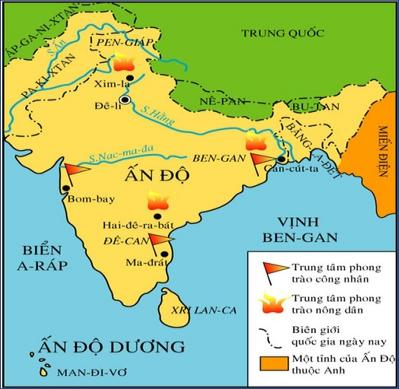 ÁP-GA-NI-XTAN
S.Ấn
PEN-GIÁP
TRUNG QUỐC
PA-KI-XTAN
Xim-la
Đê-li
S.Hằng
NÊ-PAN
BU-TAN
BĂNG-LA-ĐÉT
MIẾN ĐIỆN
S.Nac-ma-đa
BEN-GAN
Can-cút-ta
ẤN ĐỘ
Bom-bay
Hai-đê-ra-bát
VỊNH
BEN-GAN
BIỂN
A-RÁP
ĐÊ-CAN
Ma-đrát
XRI LAN-CA
ẤN ĐỘ DƯƠNG
MAN-ĐI-VƠ
Trung tâm phong
trào công nhân
Trung tâm phong
trào nông dân
Biên giới
quốc gia ngày nay
Một tỉnh của Ấn Độ
thuộc Anh